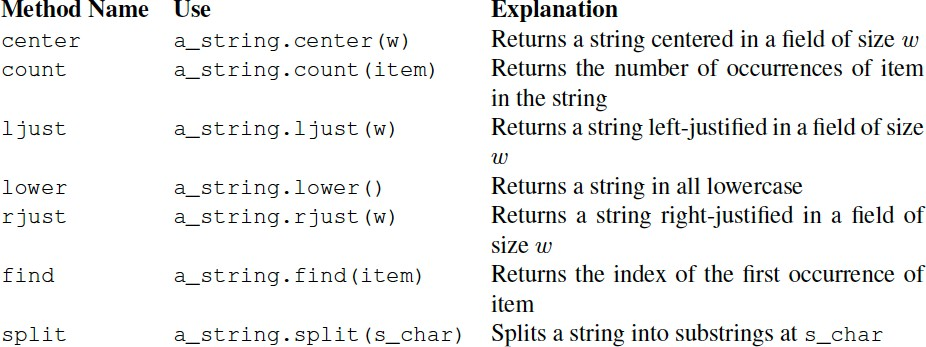 Method Name Use Explanation
center a_string.center(w) Returns a string centered in a field of size w
count a_string.count(item) Returns the number of occurrences of item
in the string
ljust a_string.ljust(w) Returns a string left-justified in a field of size
w
lower a_string.lower() Returns a string in all lowercase
rjust a_string.rjust(w) Returns a string right-justified in a field of
size w
find a_string.find(item) Returns the index of the first occurrence of
item
split a_string.split(s_char) Splits a string into substrings at s_char